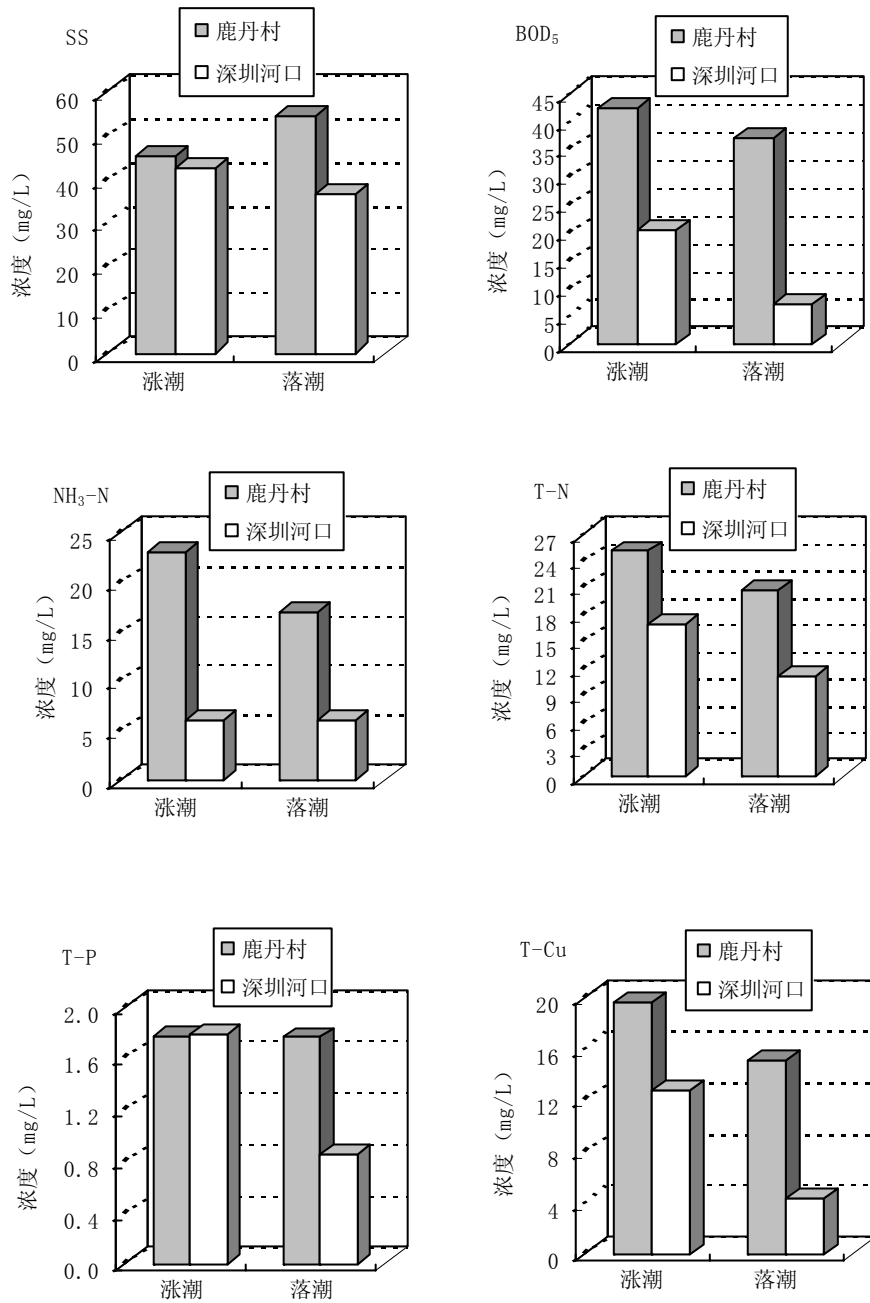 SS
鹿丹村
深圳河口
浓度（mg/L）
60
50
40
30
20
10
0
涨潮
落潮
BOD₅
鹿丹村
深圳河口
浓度（mg/L）
45
40
35
30
25
20
15
10
5
0
涨潮
落潮
NH₃-N
鹿丹村
深圳河口
浓度（mg/L）
25
20
15
10
5
0
涨潮
落潮
T-N
鹿丹村
深圳河口
浓度（mg/L）
27
24
21
18
15
12
9
6
3
0
涨潮
落潮
T-P
鹿丹村
深圳河口
浓度（mg/L）
2.0
1.6
1.2
0.8
0.4
0.0
涨潮
落潮
T-Cu
鹿丹村
深圳河口
浓度（mg/L）
20
16
12
8
4
0
涨潮
落潮